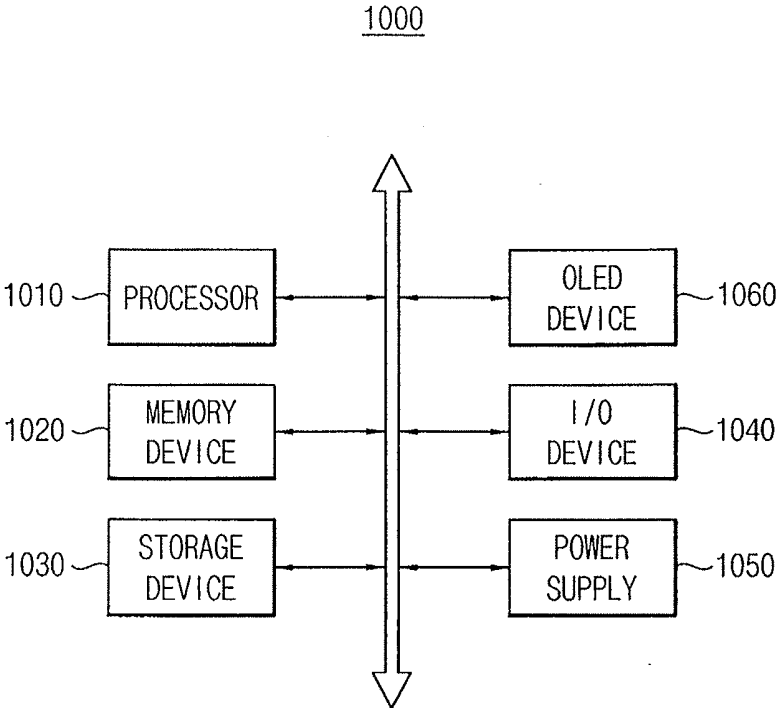 1000
1010
PROCESSOR
OLED
DEVICE
1060
1020
MEMORY
DEVICE
I/O
DEVICE
1040
1030
STORAGE
DEVICE
POWER
SUPPLY
1050